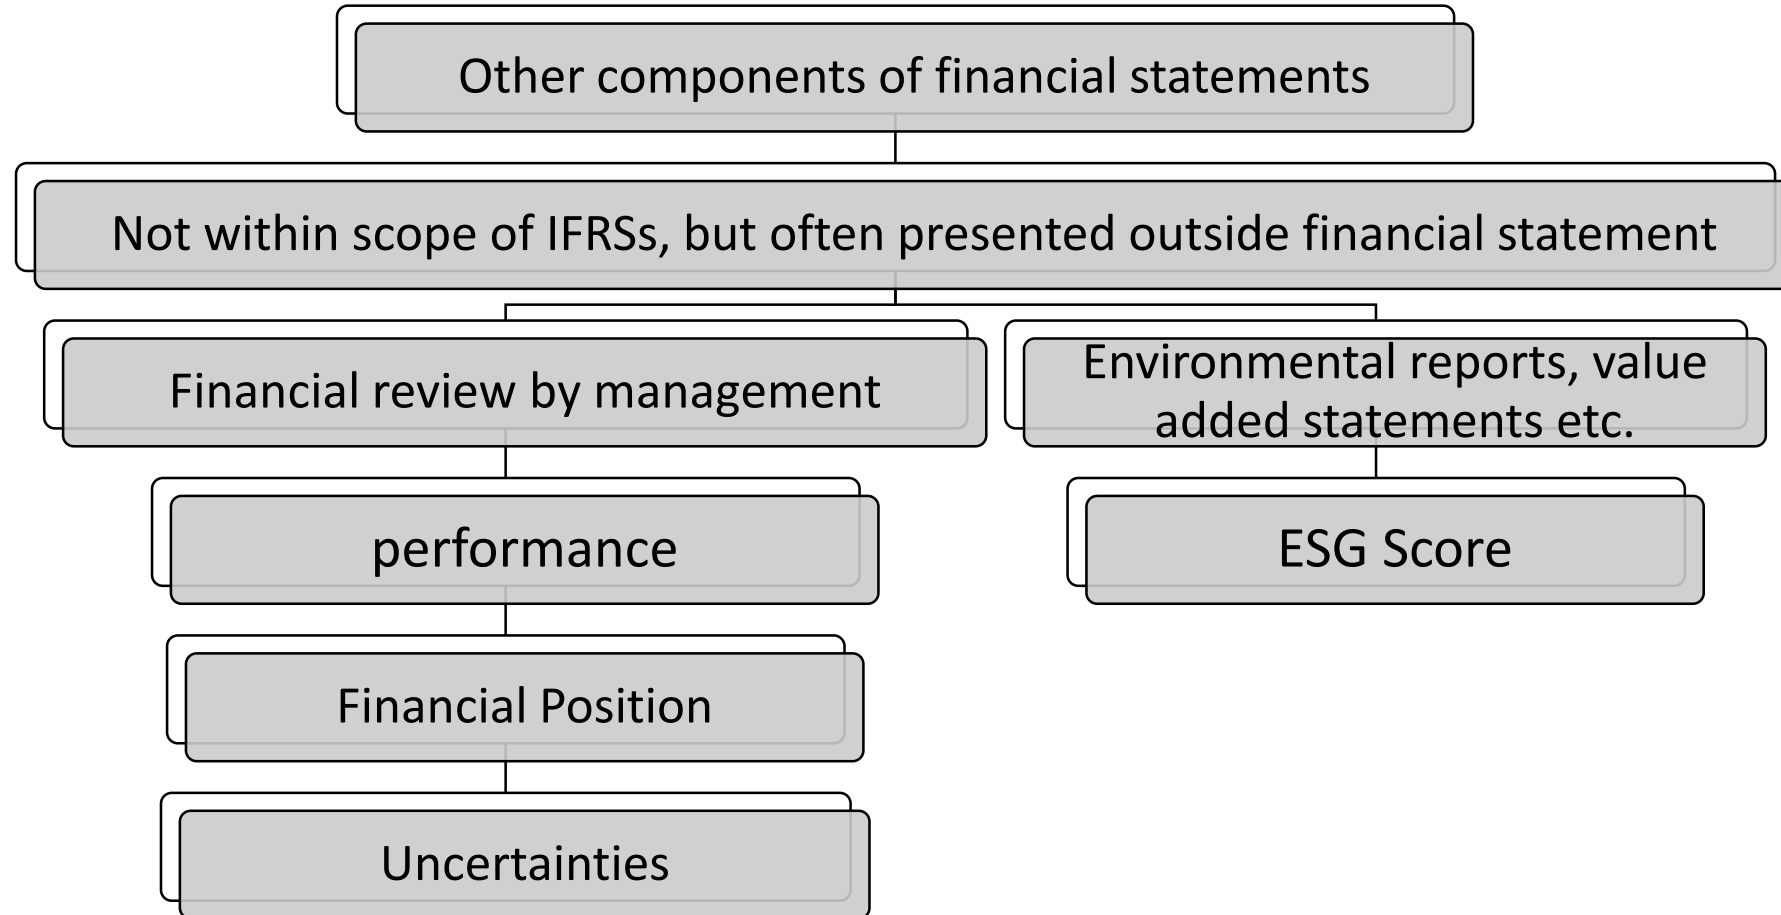 Other components of financial statements
Not within scope of IFRSs, but often presented outside financial statement
Financial review by management
Environmental reports, value
added statements etc.
performance
ESG Score
Financial Position
Uncertainties